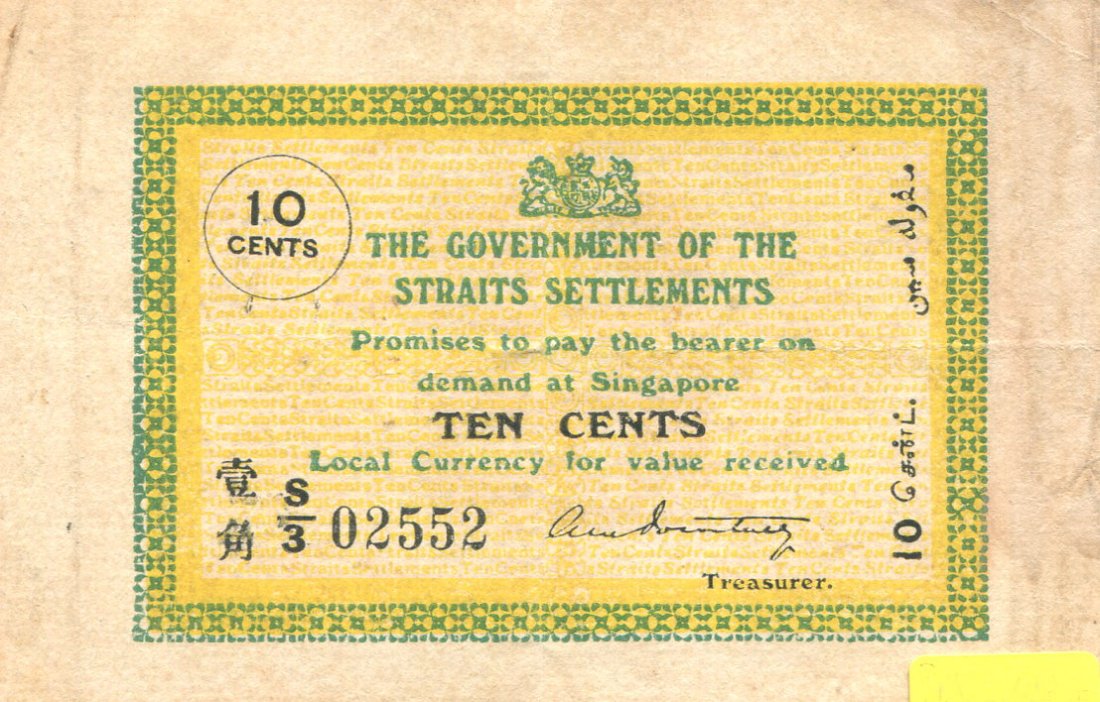 10
CENTS
THE GOVERNMENT OF THE
STRAITS SETTLEMENTS
Promises to pay the bearer on
demand at Singapore
TEN CENTS
Local Currency for value received
壹
角
S/3 02552
Treasurer.
10 சென்ட்.